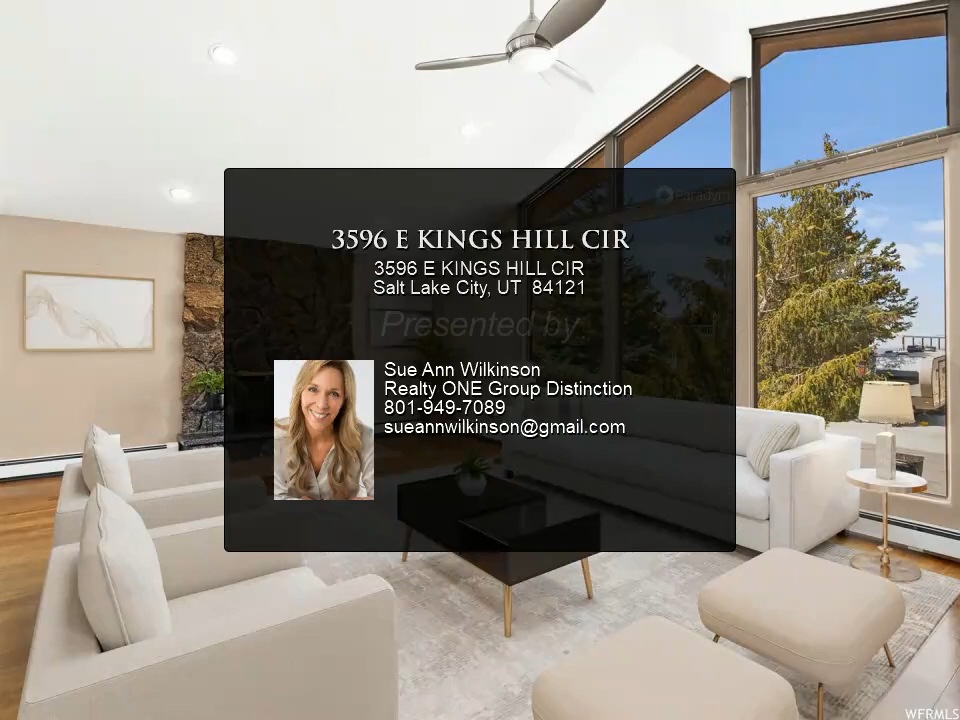 Paradym
3596 E KINGS HILL CIR
3596 E KINGS HILL CIR
Salt Lake City, UT 84121
Presented by
Sue Ann Wilkinson
Realty ONE Group Distinction
801-949-7089
sueannwilkinson@gmail.com
WFRMLS